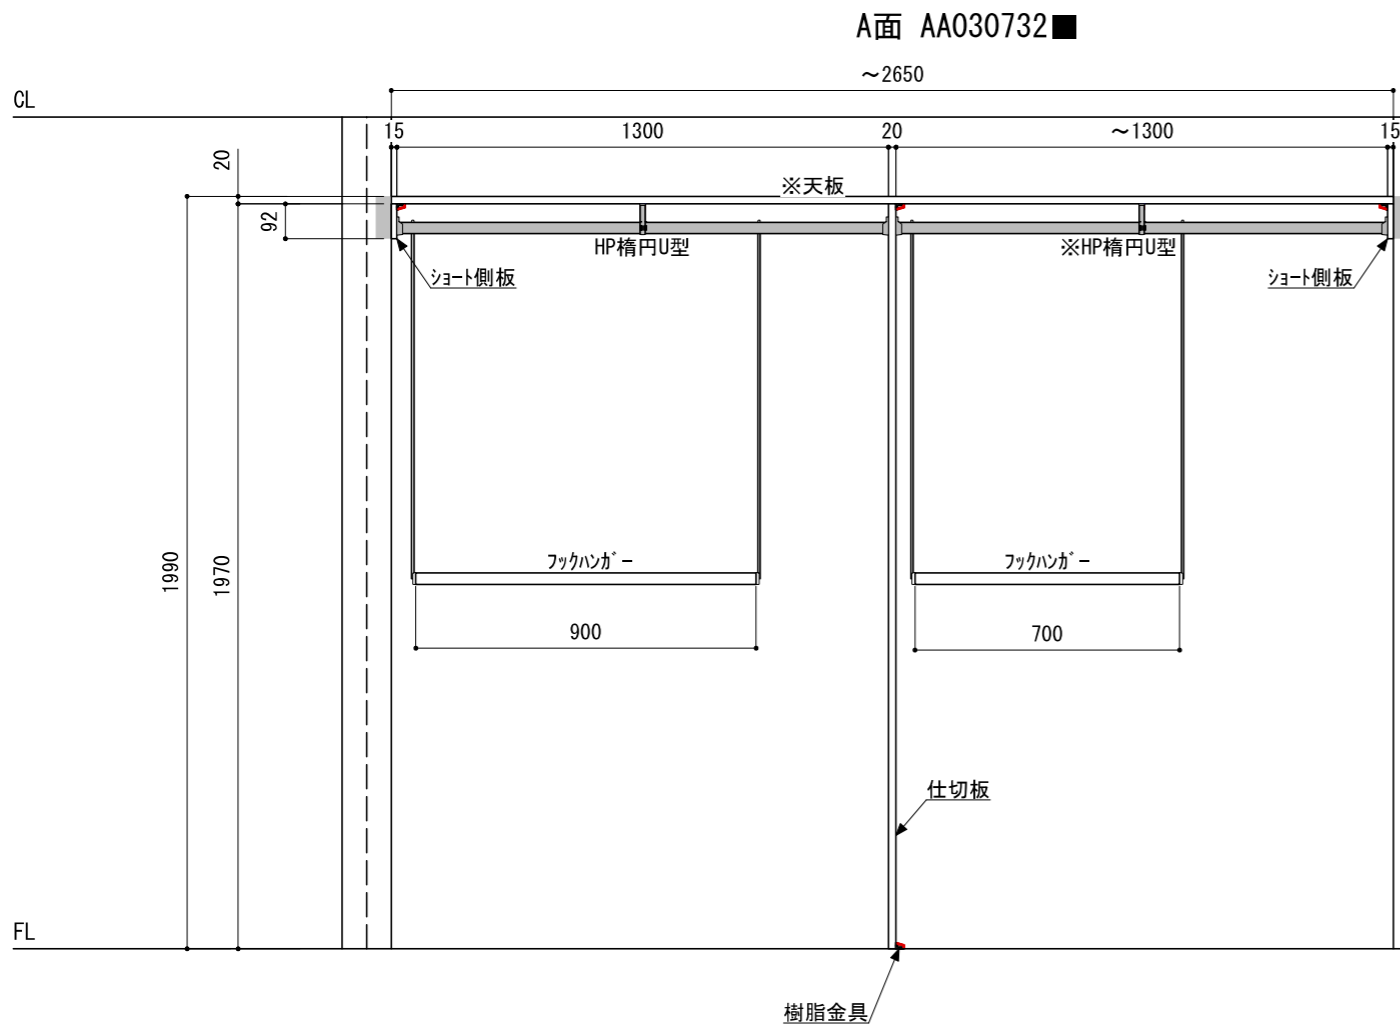 A面 AA030732■
～2650
CL
15 1300 20 ～1300 15
20
※天板
92
HP楕円U型 ※HP楕円U型
ｼｮｰﾄ側板 ｼｮｰﾄ側板
1990
1970
ﾌｯｸﾊﾝｶﾞｰ ﾌｯｸﾊﾝｶﾞｰ
900 700
仕切板
FL
樹脂金具